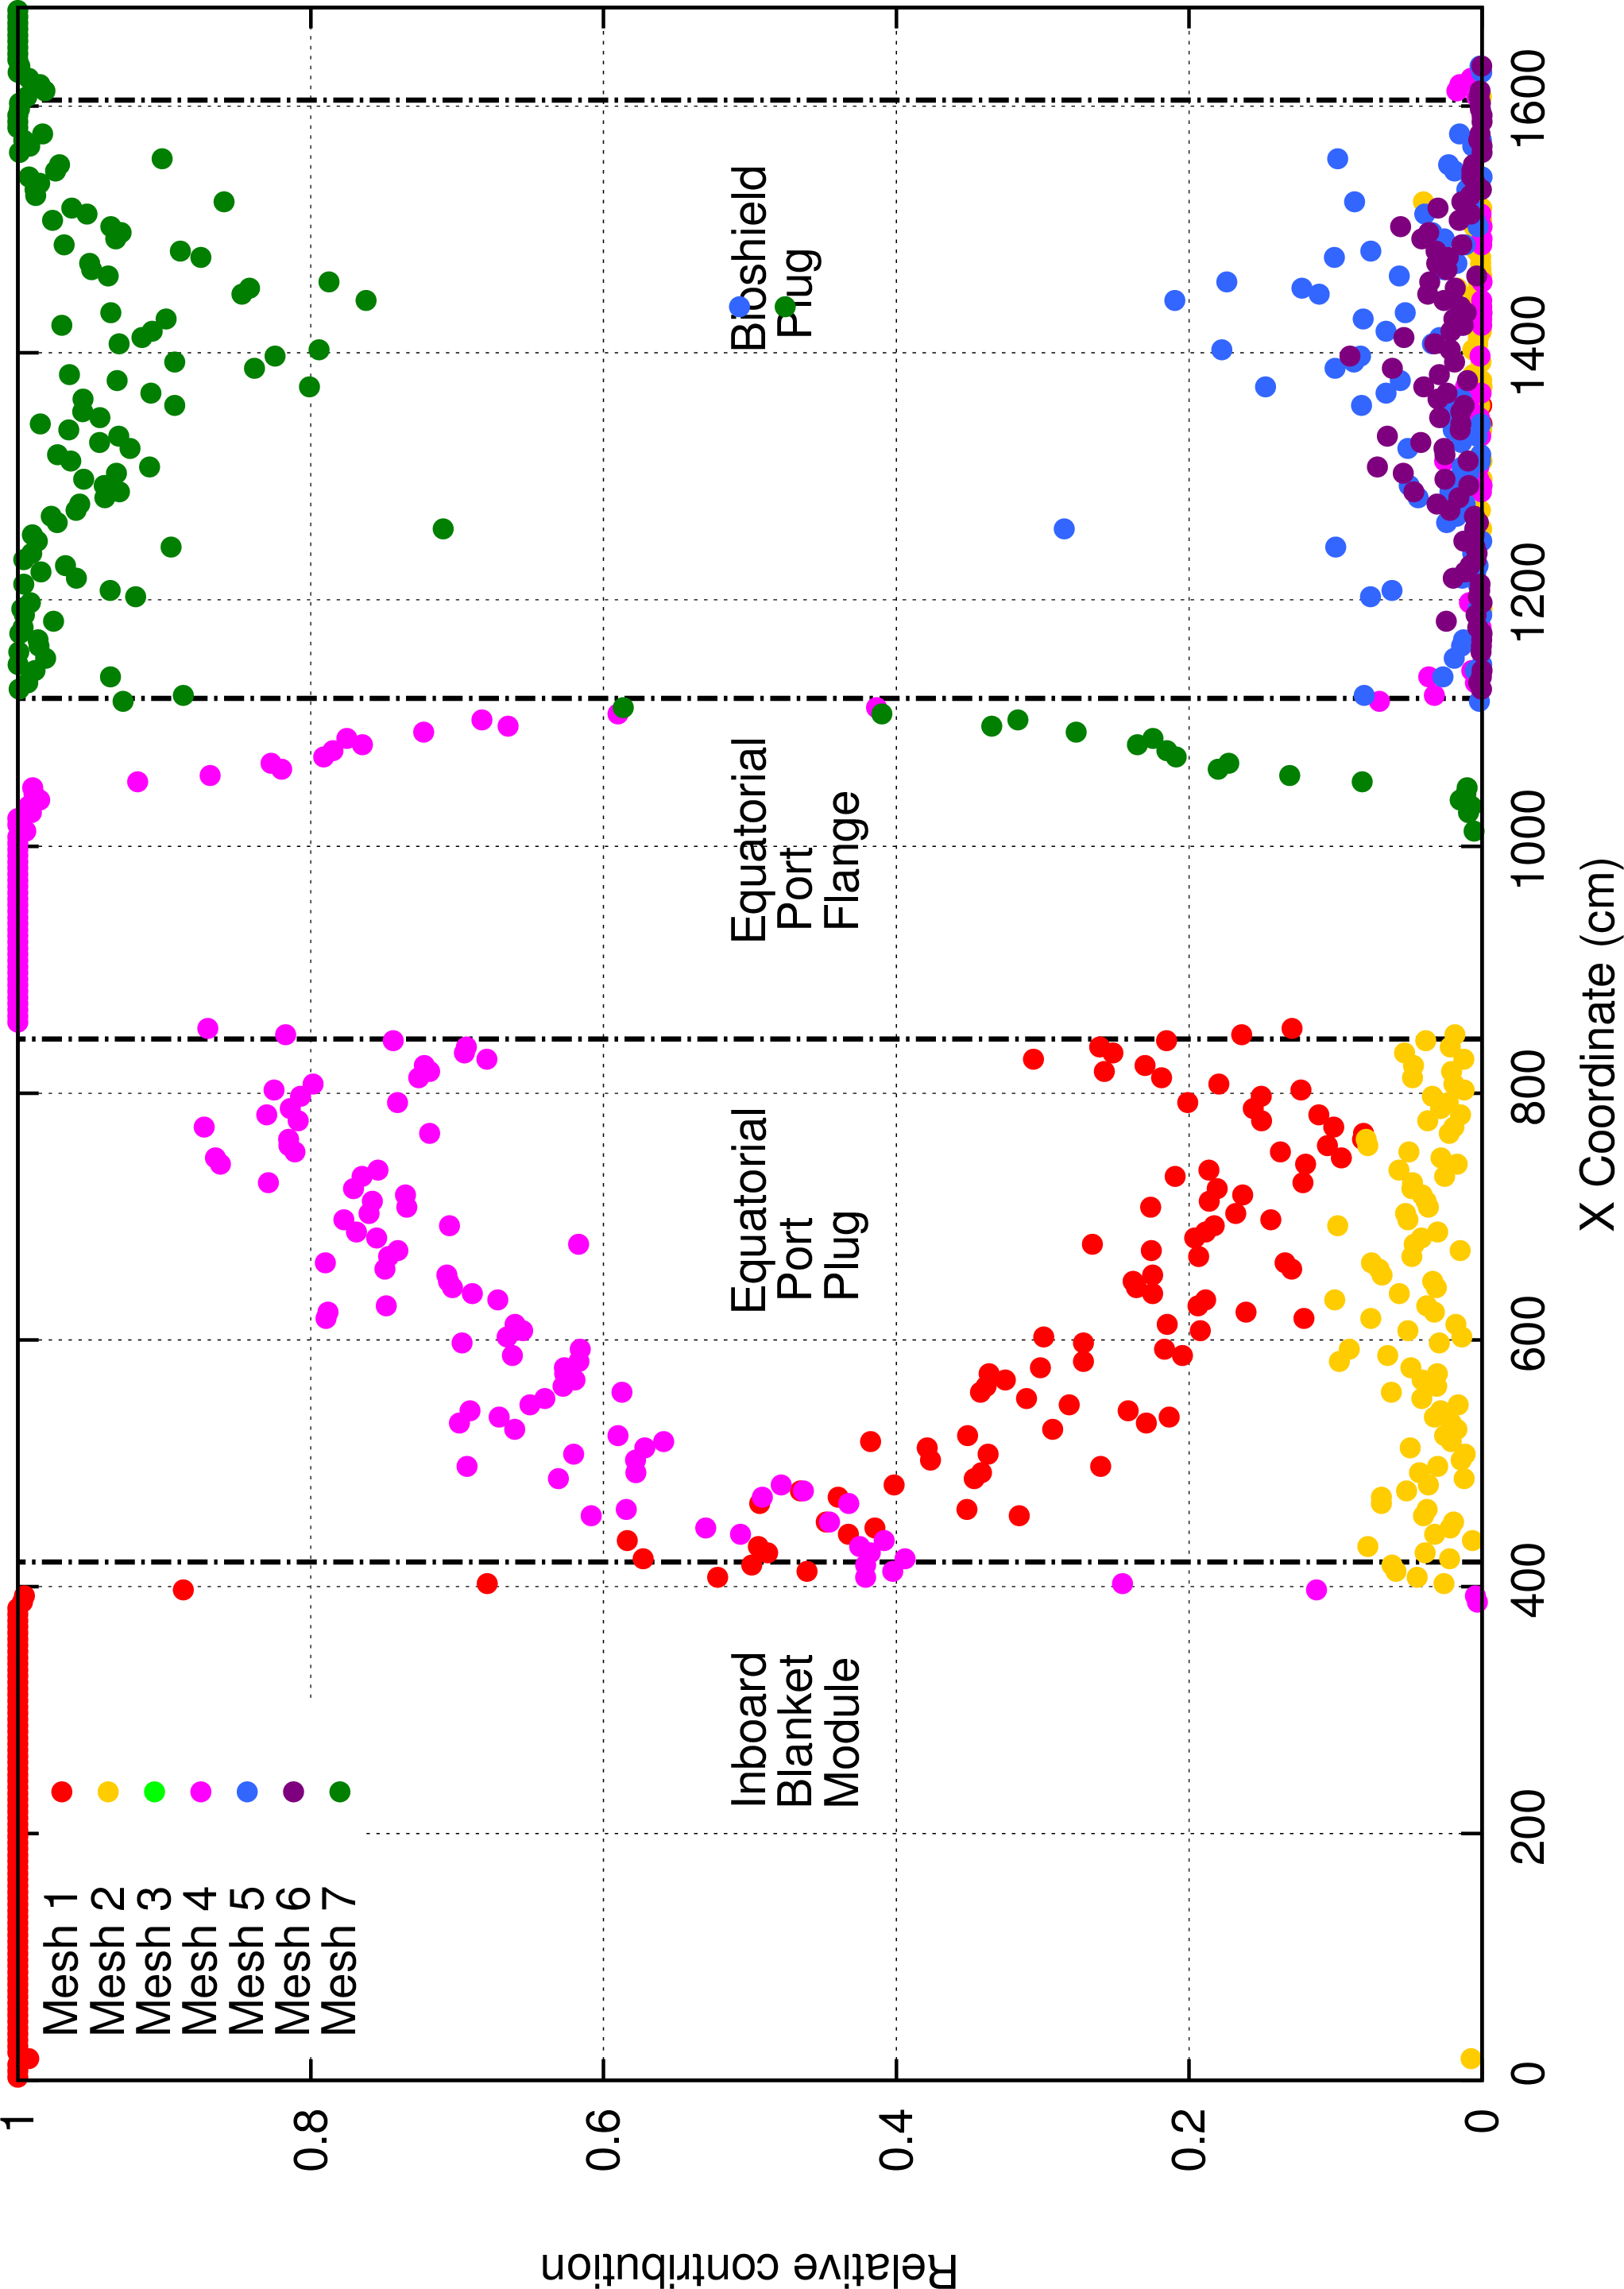 Relative contribution
1
0.8
0.6
0.4
0.2
0
Mesh 1
Mesh 2
Mesh 3
Mesh 4
Mesh 5
Mesh 6
Mesh 7
Inboard
Blanket
Module
Equatorial
Port
Plug
Equatorial
Port
Flange
Bioshield
Plug
0 200 400 600 800 1000 1200 1400 1600
X Coordinate (cm)